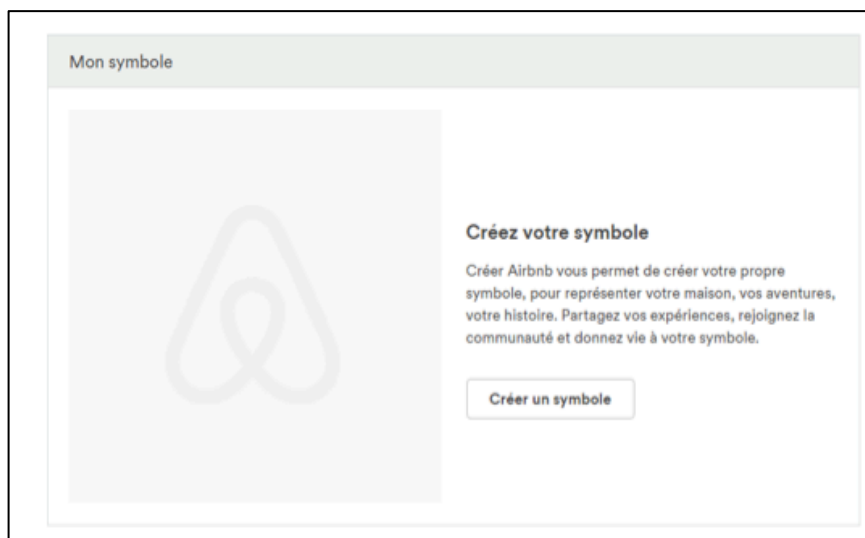 Mon symbole
Créez votre symbole
Créer Airbnb vous permet de créer votre propre
symbole, pour représenter votre maison, vos aventures,
votre histoire. Partagez vos expériences, rejoignez la
communauté et donnez vie à votre symbole.
Créer un symbole